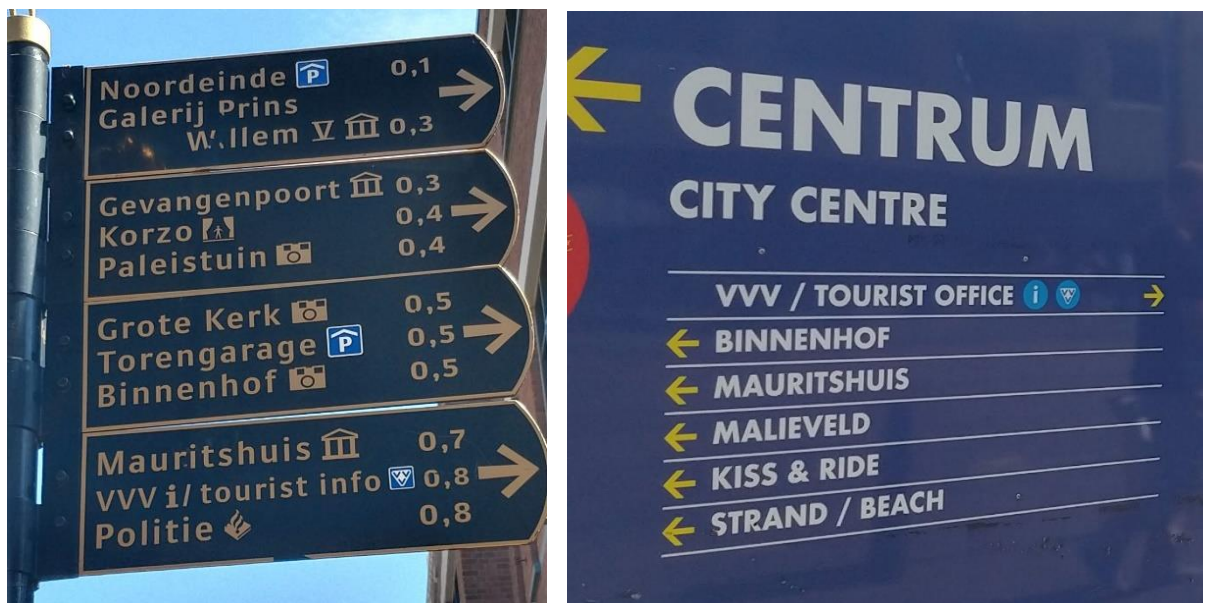 Noordeinde P 0,1
Galerij Prins
Willem V 0,3
Gevangenpoort 0,3
Korzo 0,4
Paleistuin 0,4
Grote Kerk 0,5
Torengarage P 0,5
Binnenhof 0,5
Mauritshuis 0,7
VVV i/tourist info 0,8
Politie 0,8
CENTRUM
CITY CENTRE
VVV / TOURIST OFFICE i
BINNENHOF
MAURITSHUIS
MALIEVELD
KISS & RIDE
STRAND / BEACH